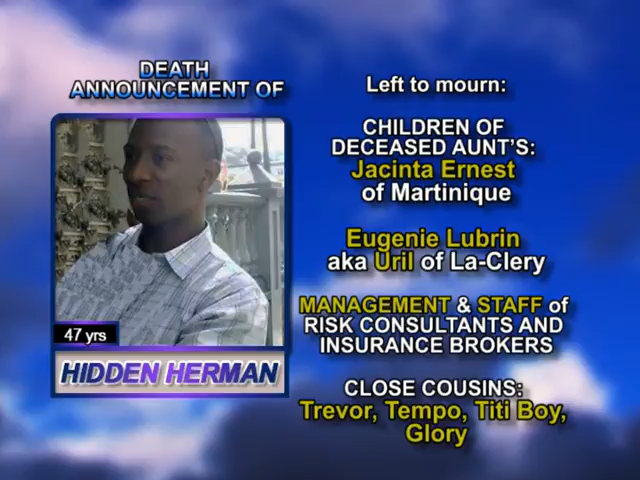 DEATH
ANNOUNCEMENT OF
47 yrs
HIDDEN HERMAN
Left to mourn:
CHILDREN OF
DECEASED AUNT'S:
Jacinta Ernest
of Martinique
Eugenie Lubrin
aka Uril of La-Clery
MANAGEMENT & STAFF of
RISK CONSULTANTS AND
INSURANCE BROKERS
CLOSE COUSINS:
Trevor, Tempo, Titi Boy,
Glory